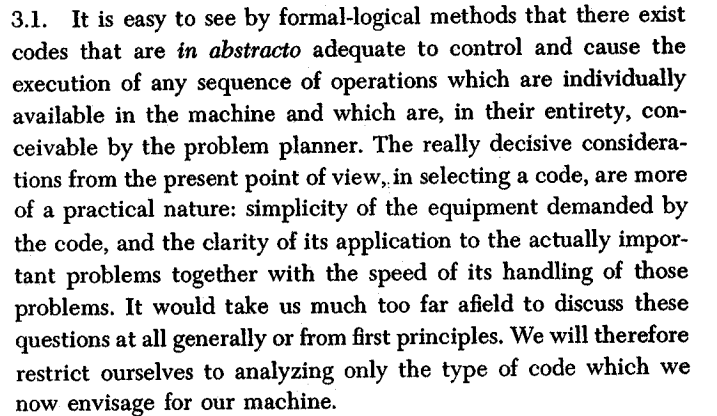 3.1. It is easy to see by formal-logical methods that there exist
codes that are in abstracto adequate to control and cause the
execution of any sequence of operations which are individually
available in the machine and which are, in their entirety, con-
ceivable by the problem planner. The really decisive considera-
tions from the present point of view, in selecting a code, are more
of a practical nature: simplicity of the equipment demanded by
the code, and the clarity of its application to the actually impor-
tant problems together with the speed of its handling of those
problems. It would take us much too far afield to discuss these
questions at all generally or from first principles. We will therefore
restrict ourselves to analyzing only the type of code which we
now envisage for our machine.